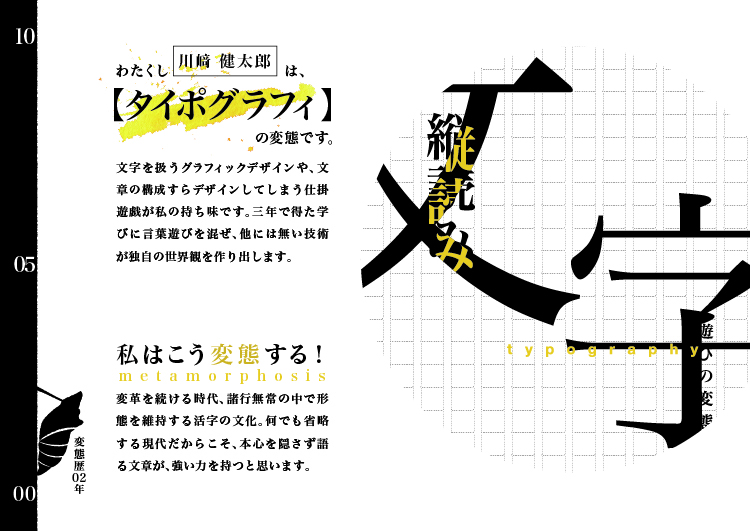 10
05
00
わたくし 川﨑 健太郎 は、
【タイポグラフィ】
の変態です。
文字を扱うグラフィックデザインや、文
章の構成すらデザインしてしまう仕掛
遊戯が私の持ち味です。三年で得た学
びに言葉遊びを混ぜ、他には無い技術
が独自の世界観を作り出します。
私はこう変態する！
metamorphosis
変革を続ける時代、諸行無常の中で形
態を維持する活字の文化。何でも省略
する現代だからこそ、本心を隠さず語
る文章が、強い力を持つと思います。
変態歴02年
文字
縦読み
typography
遊びの変態